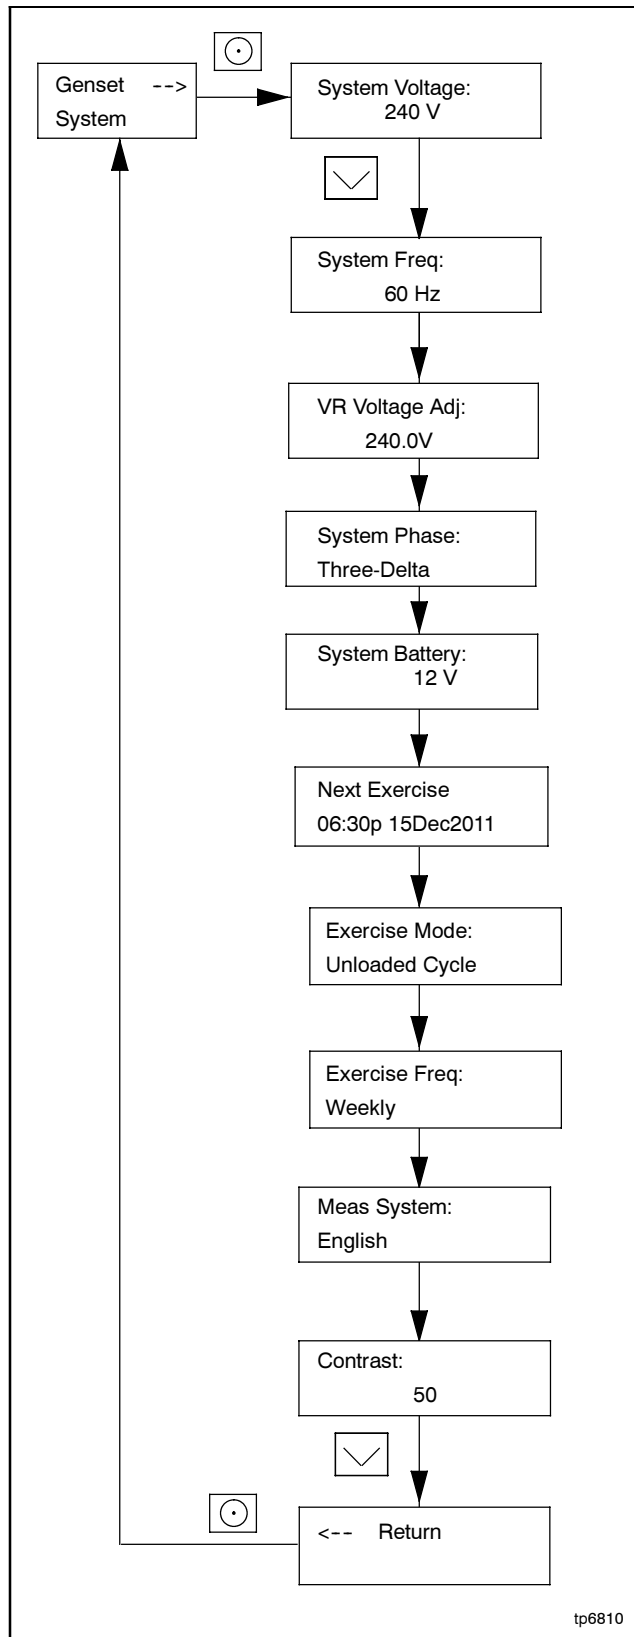 Genset -->
System
System Voltage:
240 V
System Freq:
60 Hz
VR Voltage Adj:
240.0V
System Phase:
Three-Delta
System Battery:
12 V
Next Exercise
06:30p 15Dec2011
Exercise Mode:
Unloaded Cycle
Exercise Freq:
Weekly
Meas System:
English
Contrast:
50
<-- Return
tp6810